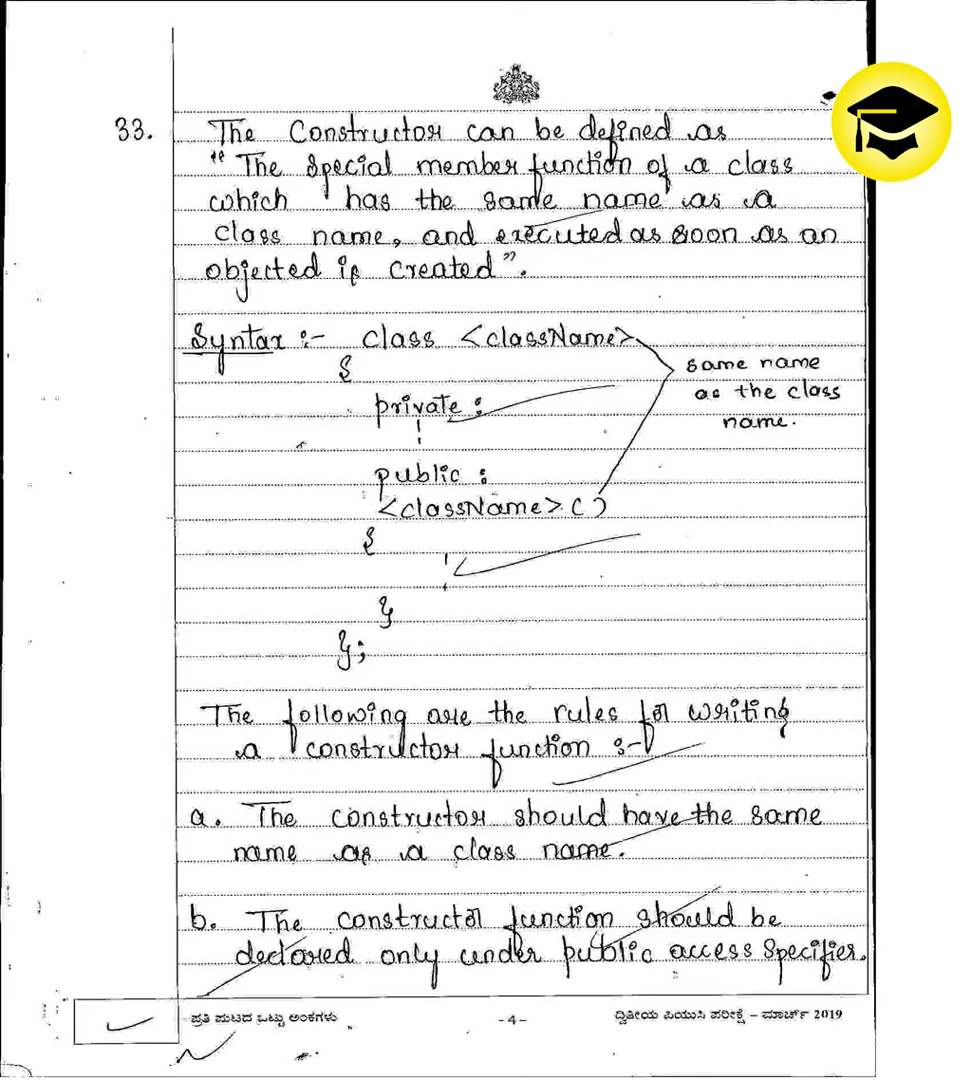 33. The Constructor can be defined as
" The special member function of a class
which has the same name as a
class name, and executed as soon as an
objected is created".
Syntax :- class <className>
{
same name
as the class
name.
private :
public :
<className> ( )
{
}
};
The following are the rules for writing
a constructor function :-
a. The constructor should have the same
name as a class name.
b. The constructor function should be
declared only under public access specifier.
ಪ್ರತಿ ಪುಟದ ಒಟ್ಟು ಅಂಕಗಳು
-4-
ದ್ವಿತೀಯ ಪಿಯುಸಿ ಪರೀಕ್ಷೆ – ಮಾರ್ಚ್ 2019